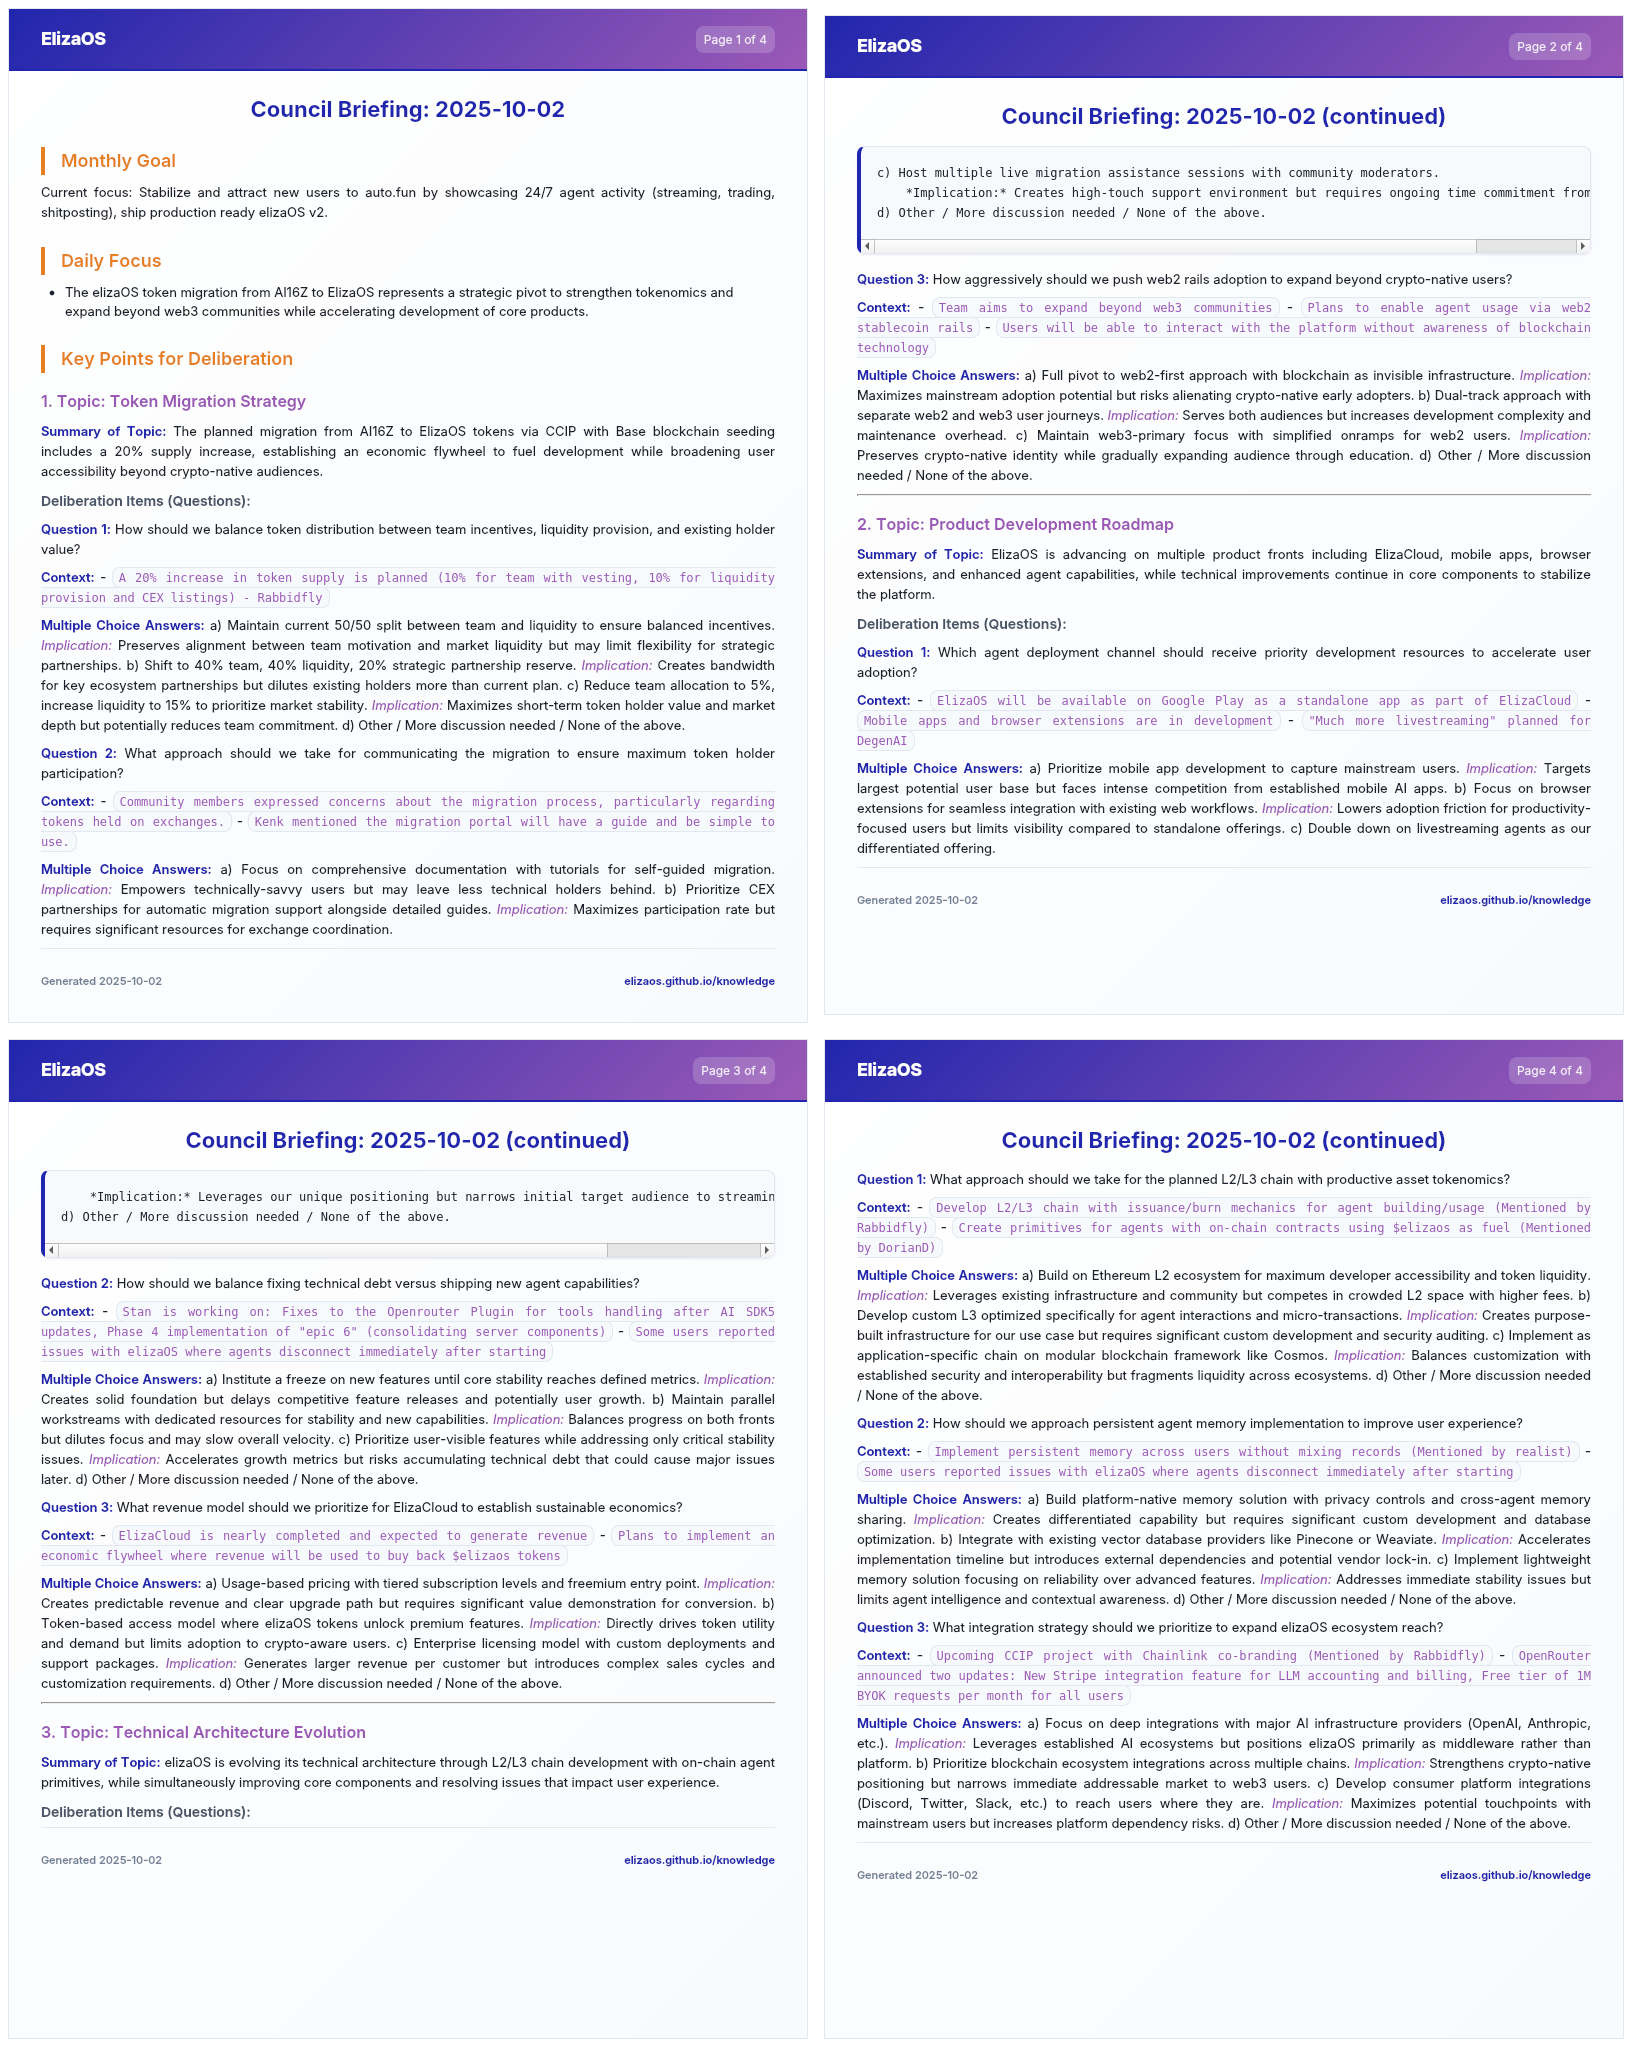 ElizaOS
Page 1 of 4
Council Briefing: 2025-10-02
Monthly Goal
Current focus: Stabilize and attract new users to auto.fun by showcasing 24/7 agent activity (streaming, trading,
shitposting), ship production ready elizaOS v2.
Daily Focus
• The elizaOS token migration from AI16Z to ElizaOS represents a strategic pivot to strengthen tokenomics and
expand beyond web3 communities while accelerating development of core products.
Key Points for Deliberation
1. Topic: Token Migration Strategy
Summary of Topic: The planned migration from AI16Z to ElizaOS tokens via CCIP with Base blockchain seeding
includes a 20% supply increase, establishing an economic flywheel to fuel development while broadening user
accessibility beyond crypto-native audiences.
Deliberation Items (Questions):
Question 1: How should we balance token distribution between team incentives, liquidity provision, and existing holder
value?
Context: - A 20% increase in token supply is planned (10% for team with vesting, 10% for liquidity
provision and CEX listings) - Rabbidfly
Multiple Choice Answers: a) Maintain current 50/50 split between team and liquidity to ensure balanced incentives.
Implication: Preserves alignment between team motivation and market liquidity but may limit flexibility for strategic
partnerships. b) Shift to 40% team, 40% liquidity, 20% strategic partnership reserve. Implication: Creates bandwidth
for key ecosystem partnerships but dilutes existing holders more than current plan. c) Reduce team allocation to 5%,
increase liquidity to 15% to prioritize market stability. Implication: Maximizes short-term token holder value and market
depth but potentially reduces team commitment. d) Other / More discussion needed / None of the above.
Question 2: What approach should we take for communicating the migration to ensure maximum token holder
participation?
Context: - Community members expressed concerns about the migration process, particularly regarding
tokens held on exchanges. - Kenk mentioned the migration portal will have a guide and be simple to
use.
Multiple Choice Answers: a) Focus on comprehensive documentation with tutorials for self-guided migration.
Implication: Empowers technically-savvy users but may leave less technical holders behind. b) Prioritize CEX
partnerships for automatic migration support alongside detailed guides. Implication: Maximizes participation rate but
requires significant resources for exchange coordination.
Generated 2025-10-02
elizaos.github.io/knowledge
ElizaOS
Page 2 of 4
Council Briefing: 2025-10-02 (continued)
c) Host multiple live migration assistance sessions with community moderators.
*Implication:* Creates high-touch support environment but requires ongoing time commitment from
d) Other / More discussion needed / None of the above.
Question 3: How aggressively should we push web2 rails adoption to expand beyond crypto-native users?
Context: - Team aims to expand beyond web3 communities - Plans to enable agent usage via web2
stablecoin rails - Users will be able to interact with the platform without awareness of blockchain
technology
Multiple Choice Answers: a) Full pivot to web2-first approach with blockchain as invisible infrastructure. Implication:
Maximizes mainstream adoption potential but risks alienating crypto-native early adopters. b) Dual-track approach with
separate web2 and web3 user journeys. Implication: Serves both audiences but increases development complexity and
maintenance overhead. c) Maintain web3-primary focus with simplified onramps for web2 users. Implication:
Preserves crypto-native identity while gradually expanding audience through education. d) Other / More discussion
needed / None of the above.
2. Topic: Product Development Roadmap
Summary of Topic: ElizaOS is advancing on multiple product fronts including ElizaCloud, mobile apps, browser
extensions, and enhanced agent capabilities, while technical improvements continue in core components to stabilize
the platform.
Deliberation Items (Questions):
Question 1: Which agent deployment channel should receive priority development resources to accelerate user
adoption?
Context: - ElizaOS will be available on Google Play as a standalone app as part of ElizaCloud -
Mobile apps and browser extensions are in development - "Much more livestreaming" planned for
DegenAI
Multiple Choice Answers: a) Prioritize mobile app development to capture mainstream users. Implication: Targets
largest potential user base but faces intense competition from established mobile AI apps. b) Focus on browser
extensions for seamless integration with existing web workflows. Implication: Lowers adoption friction for productivity-
focused users but limits visibility compared to standalone offerings. c) Double down on livestreaming agents as our
differentiated offering.
Generated 2025-10-02
elizaos.github.io/knowledge
ElizaOS
Page 3 of 4
Council Briefing: 2025-10-02 (continued)
*Implication:* Leverages our unique positioning but narrows initial target audience to streamin
d) Other / More discussion needed / None of the above.
Question 2: How should we balance fixing technical debt versus shipping new agent capabilities?
Context: - Stan is working on: Fixes to the Openrouter Plugin for tools handling after AI SDK5
updates, Phase 4 implementation of "epic 6" (consolidating server components) - Some users reported
issues with elizaOS where agents disconnect immediately after starting
Multiple Choice Answers: a) Institute a freeze on new features until core stability reaches defined metrics. Implication:
Creates solid foundation but delays competitive feature releases and potentially user growth. b) Maintain parallel
workstreams with dedicated resources for stability and new capabilities. Implication: Balances progress on both fronts
but dilutes focus and may slow overall velocity. c) Prioritize user-visible features while addressing only critical stability
issues. Implication: Accelerates growth metrics but risks accumulating technical debt that could cause major issues
later. d) Other / More discussion needed / None of the above.
Question 3: What revenue model should we prioritize for ElizaCloud to establish sustainable economics?
Context: - ElizaCloud is nearly completed and expected to generate revenue - Plans to implement an
economic flywheel where revenue will be used to buy back $elizaos tokens
Multiple Choice Answers: a) Usage-based pricing with tiered subscription levels and freemium entry point. Implication:
Creates predictable revenue and clear upgrade path but requires significant value demonstration for conversion. b)
Token-based access model where elizaOS tokens unlock premium features. Implication: Directly drives token utility
and demand but limits adoption to crypto-aware users. c) Enterprise licensing model with custom deployments and
support packages. Implication: Generates larger revenue per customer but introduces complex sales cycles and
customization requirements. d) Other / More discussion needed / None of the above.
3. Topic: Technical Architecture Evolution
Summary of Topic: elizaOS is evolving its technical architecture through L2/L3 chain development with on-chain agent
primitives, while simultaneously improving core components and resolving issues that impact user experience.
Deliberation Items (Questions):
Generated 2025-10-02
elizaos.github.io/knowledge
ElizaOS
Page 4 of 4
Council Briefing: 2025-10-02 (continued)
Question 1: What approach should we take for the planned L2/L3 chain with productive asset tokenomics?
Context: - Develop L2/L3 chain with issuance/burn mechanics for agent building/usage (Mentioned by
Rabbidfly) - Create primitives for agents with on-chain contracts using $elizaos as fuel (Mentioned
by DorianD)
Multiple Choice Answers: a) Build on Ethereum L2 ecosystem for maximum developer accessibility and token liquidity.
Implication: Leverages existing infrastructure and community but competes in crowded L2 space with higher fees. b)
Develop custom L3 optimized specifically for agent interactions and micro-transactions. Implication: Creates purpose-
built infrastructure for our use case but requires significant custom development and security auditing. c) Implement as
application-specific chain on modular blockchain framework like Cosmos. Implication: Balances customization with
established security and interoperability but fragments liquidity across ecosystems. d) Other / More discussion needed
/ None of the above.
Question 2: How should we approach persistent agent memory implementation to improve user experience?
Context: - Implement persistent memory across users without mixing records (Mentioned by realist) -
Some users reported issues with elizaOS where agents disconnect immediately after starting
Multiple Choice Answers: a) Build platform-native memory solution with privacy controls and cross-agent memory
sharing. Implication: Creates differentiated capability but requires significant custom development and database
optimization. b) Integrate with existing vector database providers like Pinecone or Weaviate. Implication: Accelerates
implementation timeline but introduces external dependencies and potential vendor lock-in. c) Implement lightweight
memory solution focusing on reliability over advanced features. Implication: Addresses immediate stability issues but
limits agent intelligence and contextual awareness. d) Other / More discussion needed / None of the above.
Question 3: What integration strategy should we prioritize to expand elizaOS ecosystem reach?
Context: - Upcoming CCIP project with Chainlink co-branding (Mentioned by Rabbidfly) - OpenRouter
announced two updates: New Stripe integration feature for LLM accounting and billing, Free tier of 1M
BYOK requests per month for all users
Multiple Choice Answers: a) Focus on deep integrations with major AI infrastructure providers (OpenAI, Anthropic,
etc.). Implication: Leverages established AI ecosystems but positions elizaOS primarily as middleware rather than
platform. b) Prioritize blockchain ecosystem integrations across multiple chains. Implication: Strengthens crypto-native
positioning but narrows immediate addressable market to web3 users. c) Develop consumer platform integrations
(Discord, Twitter, Slack, etc.) to reach users where they are. Implication: Maximizes potential touchpoints with
mainstream users but increases platform dependency risks. d) Other / More discussion needed / None of the above.
Generated 2025-10-02
elizaos.github.io/knowledge